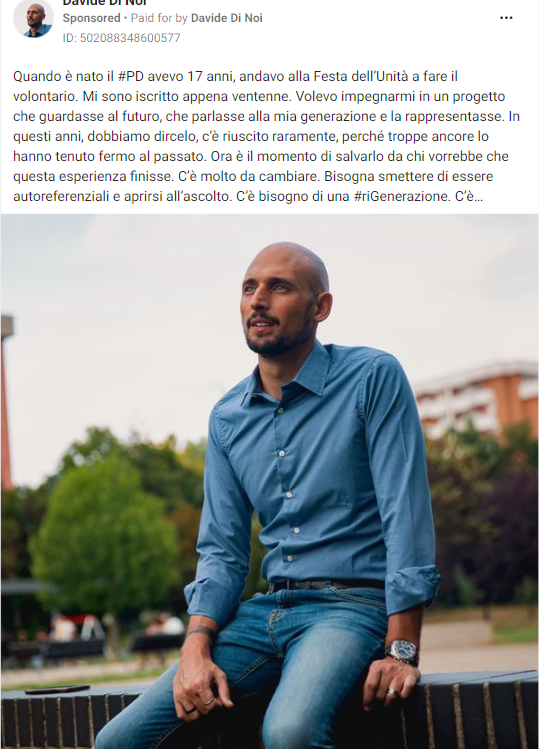 Davide Di Noi
Sponsored • Paid for by Davide Di Noi
ID: 502088348600577
Quando è nato il #PD avevo 17 anni, andavo alla Festa dell'Unità a fare il
volontario. Mi sono iscritto appena ventenne. Volevo impegnarmi in un progetto
che guardasse al futuro, che parlasse alla mia generazione e la rappresentasse. In
questi anni, dobbiamo dircelo, c'è riuscito raramente, perché troppe ancore lo
hanno tenuto fermo al passato. Ora è il momento di salvarlo da chi vorrebbe che
questa esperienza finisse. C'è molto da cambiare. Bisogna smettere di essere
autoreferenziali e aprirsi all'ascolto. C'è bisogno di una #riGenerazione. C'è…